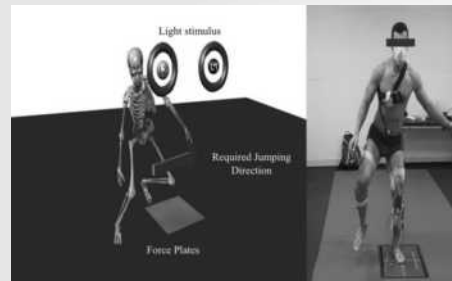 Light stimulus
Required Jumping
Direction
Force Plates